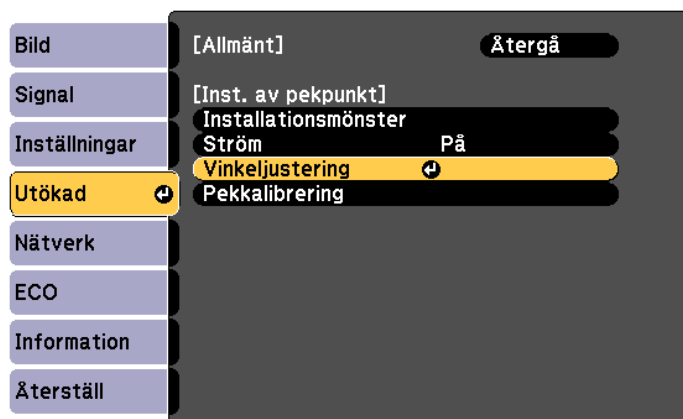 Bild
Signal
Inställningar
Utökad
Nätverk
ECO
Information
Återställ
[Allmänt] Återgå
[Inst. av pekpunkt]
Installationsmönster
Ström På
Vinkeljustering
Pekkalibrering